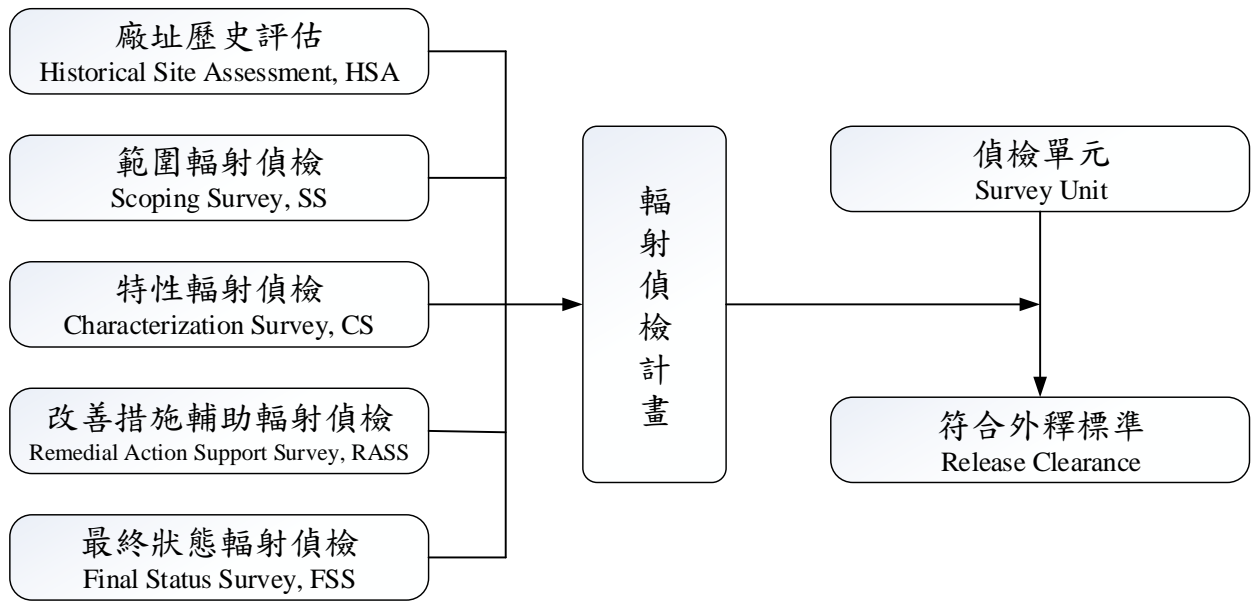 廠址歷史評估
Historical Site Assessment, HSA
範圍輻射偵檢
Scoping Survey, SS
特性輻射偵檢
Characterization Survey, CS
改善措施輔助輻射偵檢
Remedial Action Support Survey, RASS
最終狀態輻射偵檢
Final Status Survey, FSS
輻射偵檢計畫
偵檢單元
Survey Unit
符合外釋標準
Release Clearance